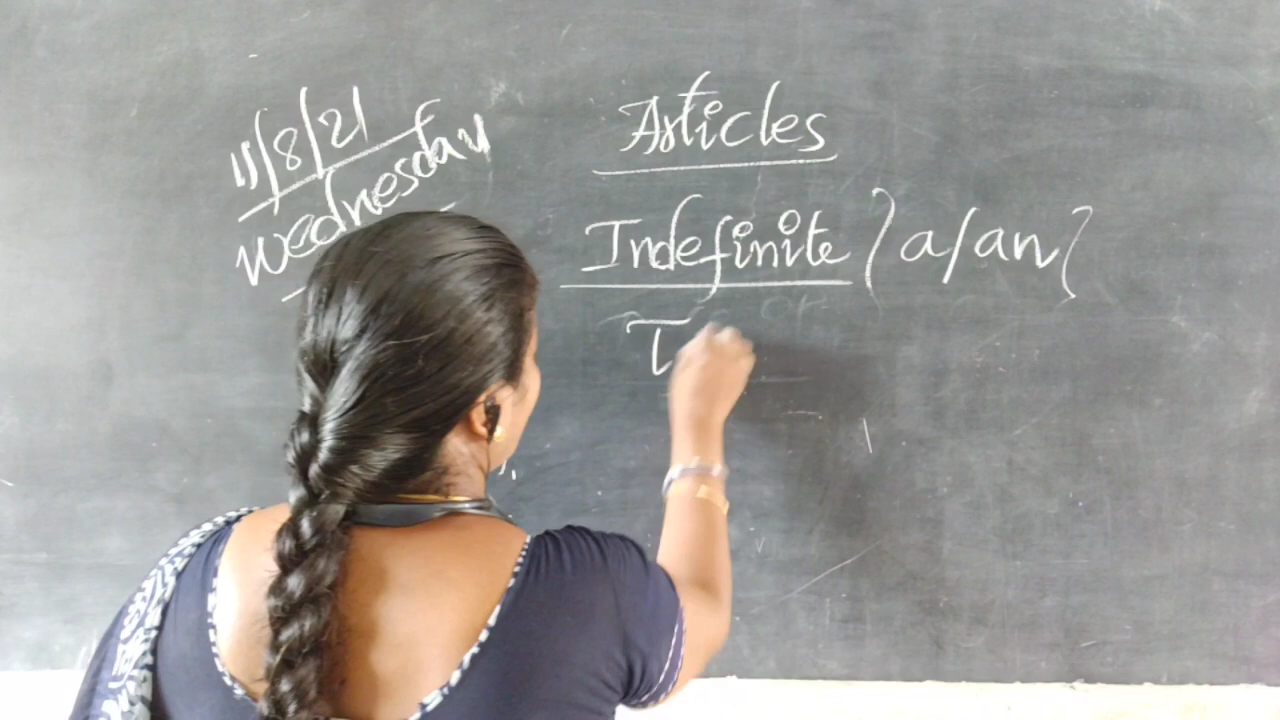 11/8/21
Wednesday
Articles
Indefinite { a/an }